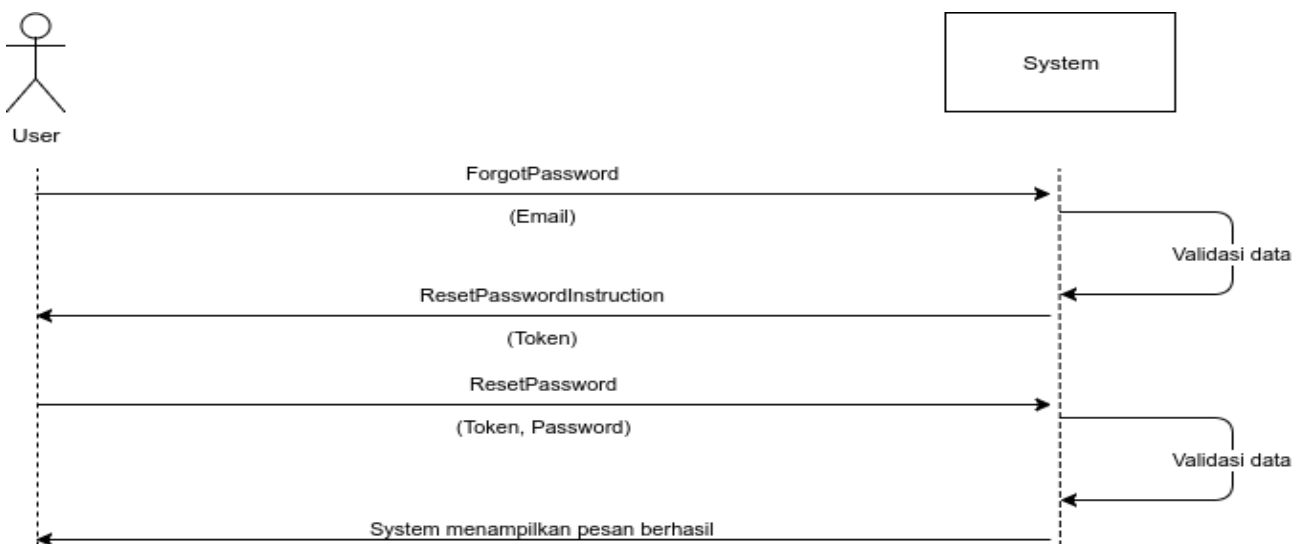 System
User
ForgotPassword
(Email)
Validasi data
ResetPasswordInstruction
(Token)
ResetPassword
(Token, Password)
Validasi data
System menampilkan pesan berhasil